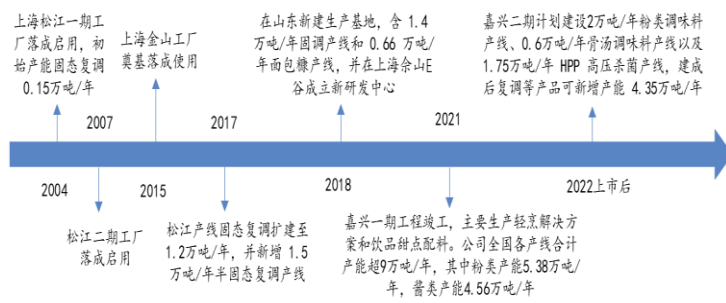 上海松江一期工
厂落成启用，初
始产能固态复调
0.15万吨/年
上海金山工厂
奠基落成使用
在山东新建生产基地，含 1.4
万吨/年固调产线和 0.66 万吨/
年面包糠产线，并在上海佘山E
谷成立新研发中心
嘉兴二期计划建设2万吨/年粉类调味料
产线、0.6万吨/年骨汤调味料产线以及
1.75万吨/年 HPP 高压杀菌产线，建成
后复调等产品可新增产能 4.35万吨/年
2007
2017
2021
2004
2015
2018
2022上市后
松江二期工厂
落成启用
松江产线固态复调扩建至
1.2万吨/年，并新增 1.5
万吨/年半固态复调产线
嘉兴一期工程竣工，主要生产轻烹解决方
案和饮品甜点配料。公司全国各产线合计
产能超9万吨/年，其中粉类产能5.38万吨/
年，酱类产能4.56万吨/年